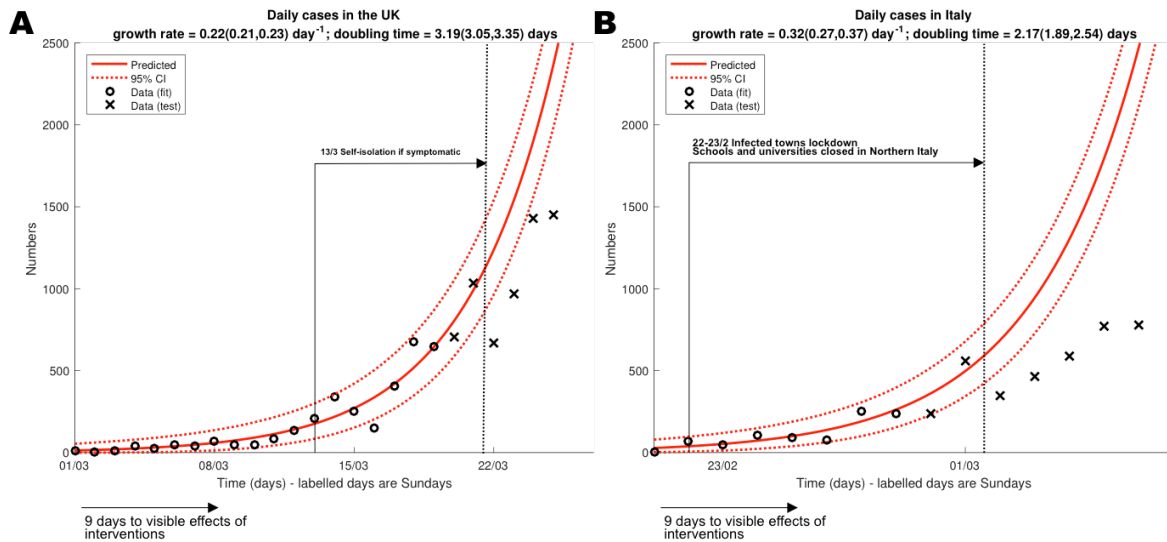 A
Daily cases in the UK
growth rate = 0.22(0.21,0.23) day⁻¹; doubling time = 3.19(3.05,3.35) days
Predicted
95% CI
Data (fit)
Data (test)
13/3 Self-isolation if symptomatic
Numbers
2500
2000
1500
1000
500
0
01/03
08/03
15/03
22/03
Time (days) - labelled days are Sundays
9 days to visible effects of
interventions
B
Daily cases in Italy
growth rate = 0.32(0.27,0.37) day⁻¹; doubling time = 2.17(1.89,2.54) days
Predicted
95% CI
Data (fit)
Data (test)
22-23/2 Infected towns lockdown
Schools and universities closed in Northern Italy
Numbers
2500
2000
1500
1000
500
0
23/02
01/03
Time (days) - labelled days are Sundays
9 days to visible effects of
interventions